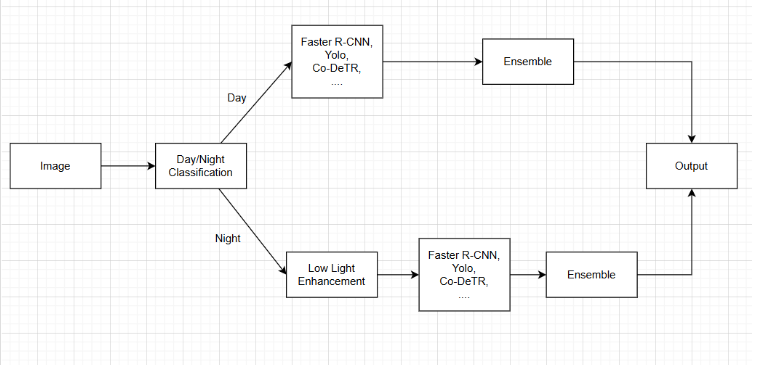 Faster R-CNN,
Yolo,
Co-DeTR,
....
Ensemble
Day
Image
Day/Night
Classification
Output
Night
Low Light
Enhancement
Faster R-CNN,
Yolo,
Co-DeTR,
....
Ensemble